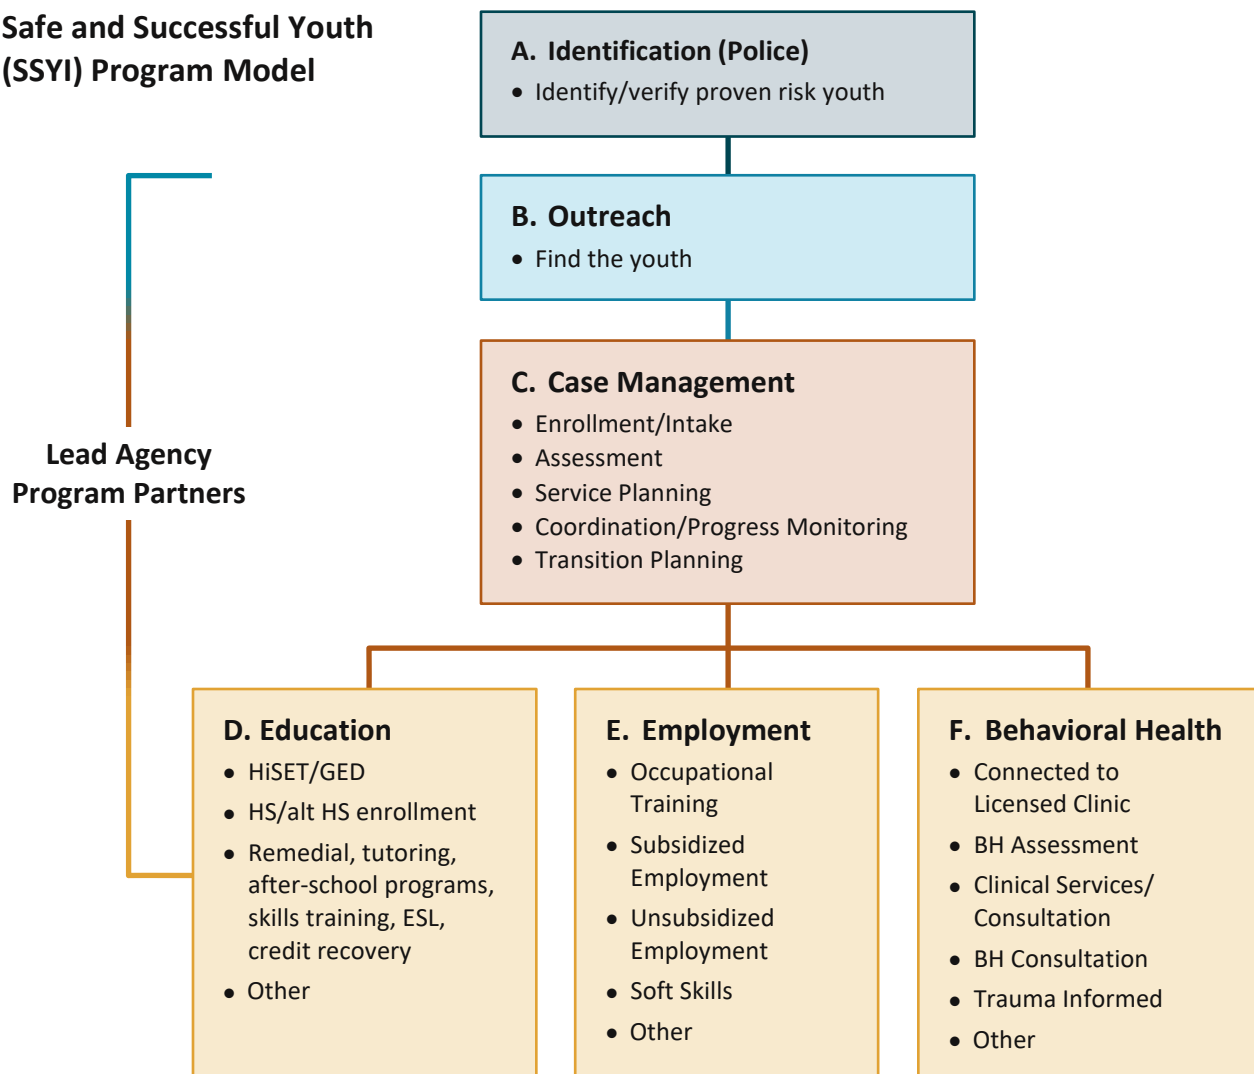 Safe and Successful Youth
(SSYI) Program Model
A. Identification (Police)
• Identify/verify proven risk youth
B. Outreach
• Find the youth
C. Case Management
• Enrollment/Intake
• Assessment
• Service Planning
• Coordination/Progress Monitoring
• Transition Planning
Lead Agency
Program Partners
D. Education
• HiSET/GED
• HS/alt HS enrollment
• Remedial, tutoring,
after-school programs,
skills training, ESL,
credit recovery
• Other
E. Employment
• Occupational
Training
• Subsidized
Employment
• Unsubsidized
Employment
• Soft Skills
• Other
F. Behavioral Health
• Connected to
Licensed Clinic
• BH Assessment
• Clinical Services/
Consultation
• BH Consultation
• Trauma Informed
• Other